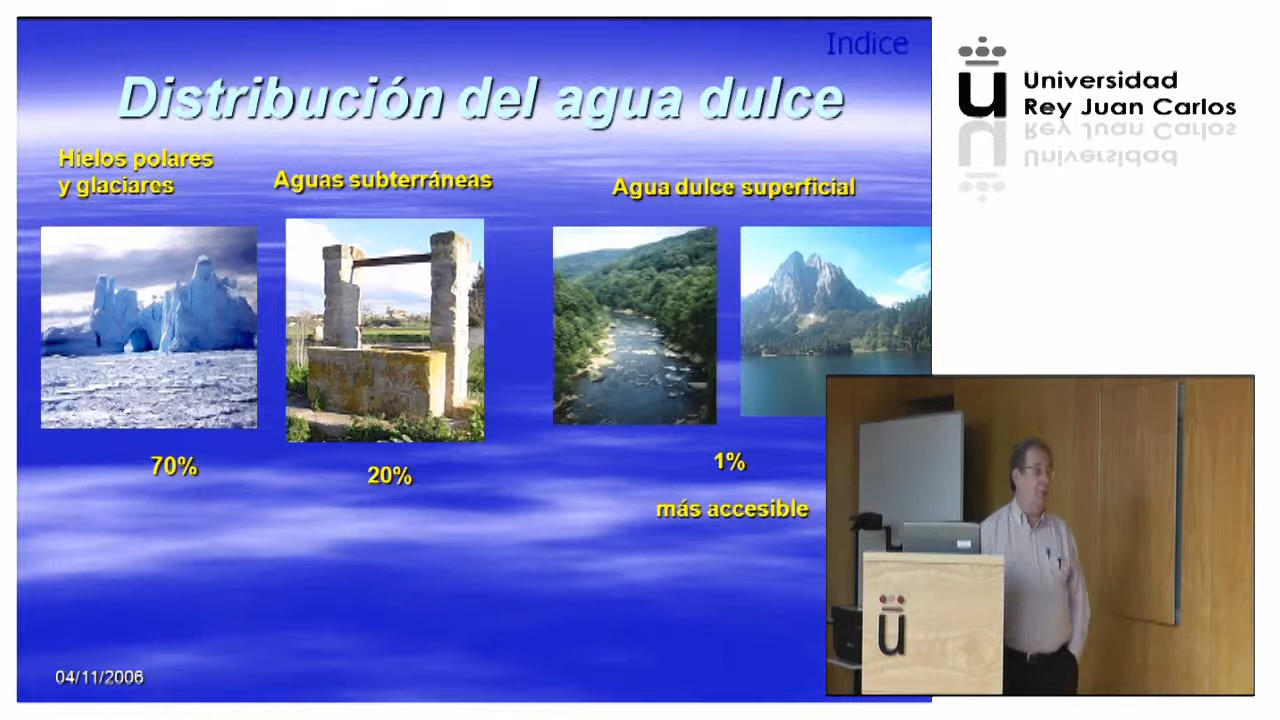 Indice
Distribución del agua dulce
Hielos polares
y glaciares
Aguas subterráneas
Agua dulce superficial
70%
20%
1%
más accesible
04/11/2006
Universidad
Rey Juan Carlos